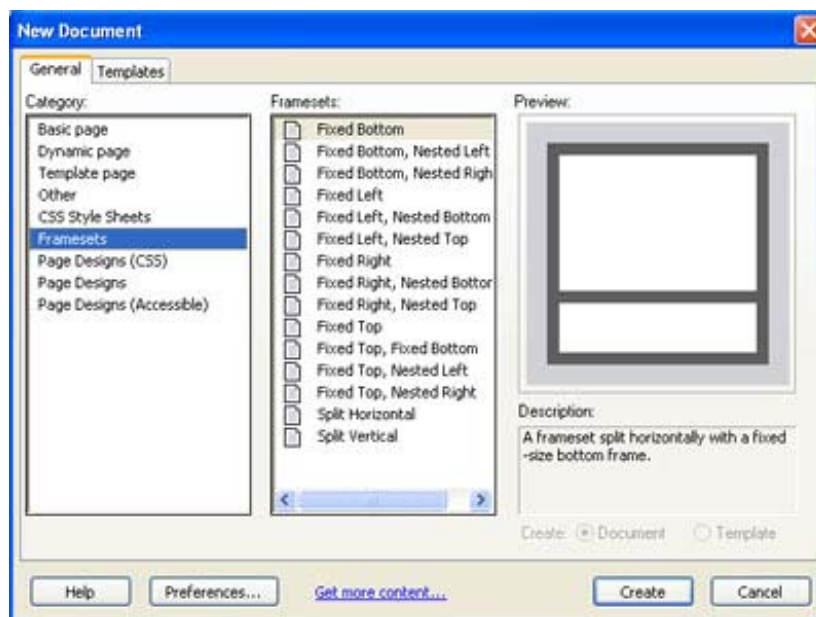 New Document
General
Templates
Category:
Basic page
Dynamic page
Template page
Other
CSS Style Sheets
Framesets
Page Designs (CSS)
Page Designs
Page Designs (Accessible)
Framesets:
Fixed Bottom
Fixed Bottom, Nested Left
Fixed Bottom, Nested Righ
Fixed Left
Fixed Left, Nested Bottom
Fixed Left, Nested Top
Fixed Right
Fixed Right, Nested Bottor
Fixed Right, Nested Top
Fixed Top
Fixed Top, Fixed Bottom
Fixed Top, Nested Left
Fixed Top, Nested Right
Split Horizontal
Split Vertical
Preview:
Description:
A frameset split horizontally with a fixed
-size bottom frame.
Create: Document Template
Help
Preferences...
Get more content...
Create
Cancel